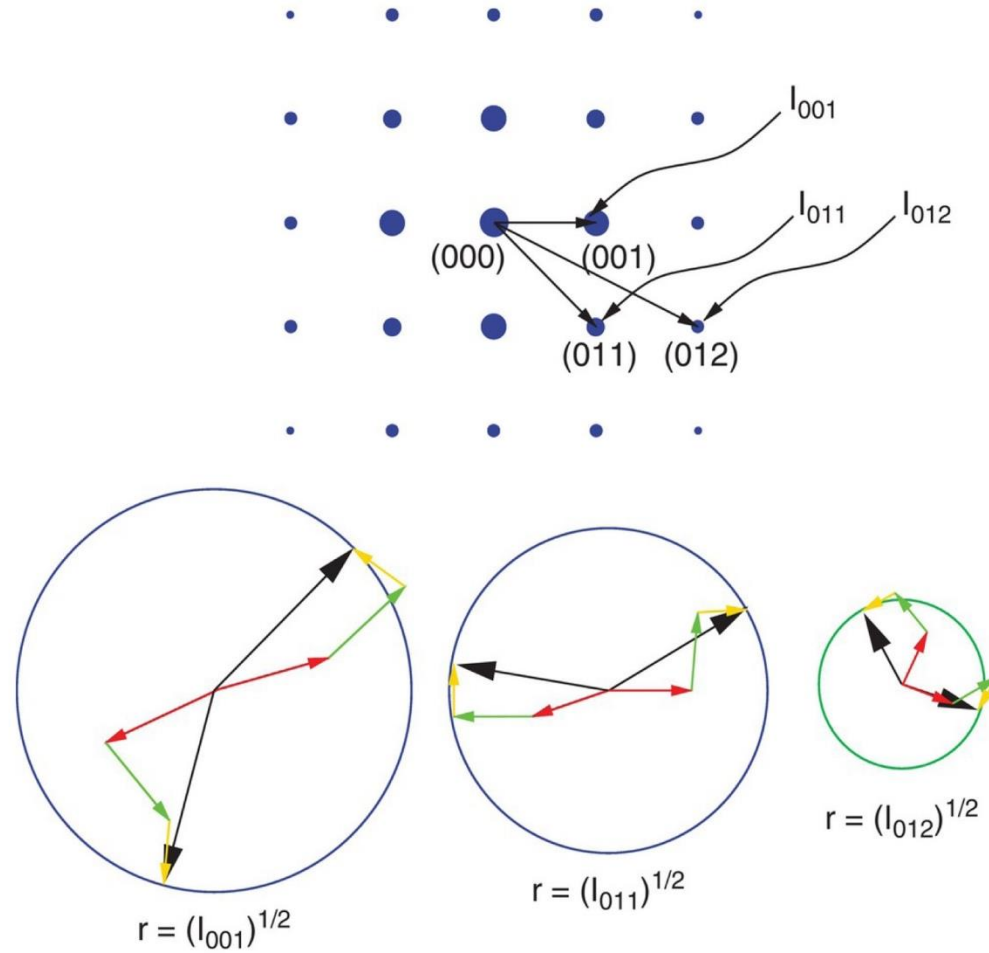 I₀₀₁
I₀₁₁ I₀₁₂
(000) (001)
(011) (012)
r = (I₀₁₂)¹/²
r = (I₀₁₁)¹/²
r = (I₀₀₁)¹/²